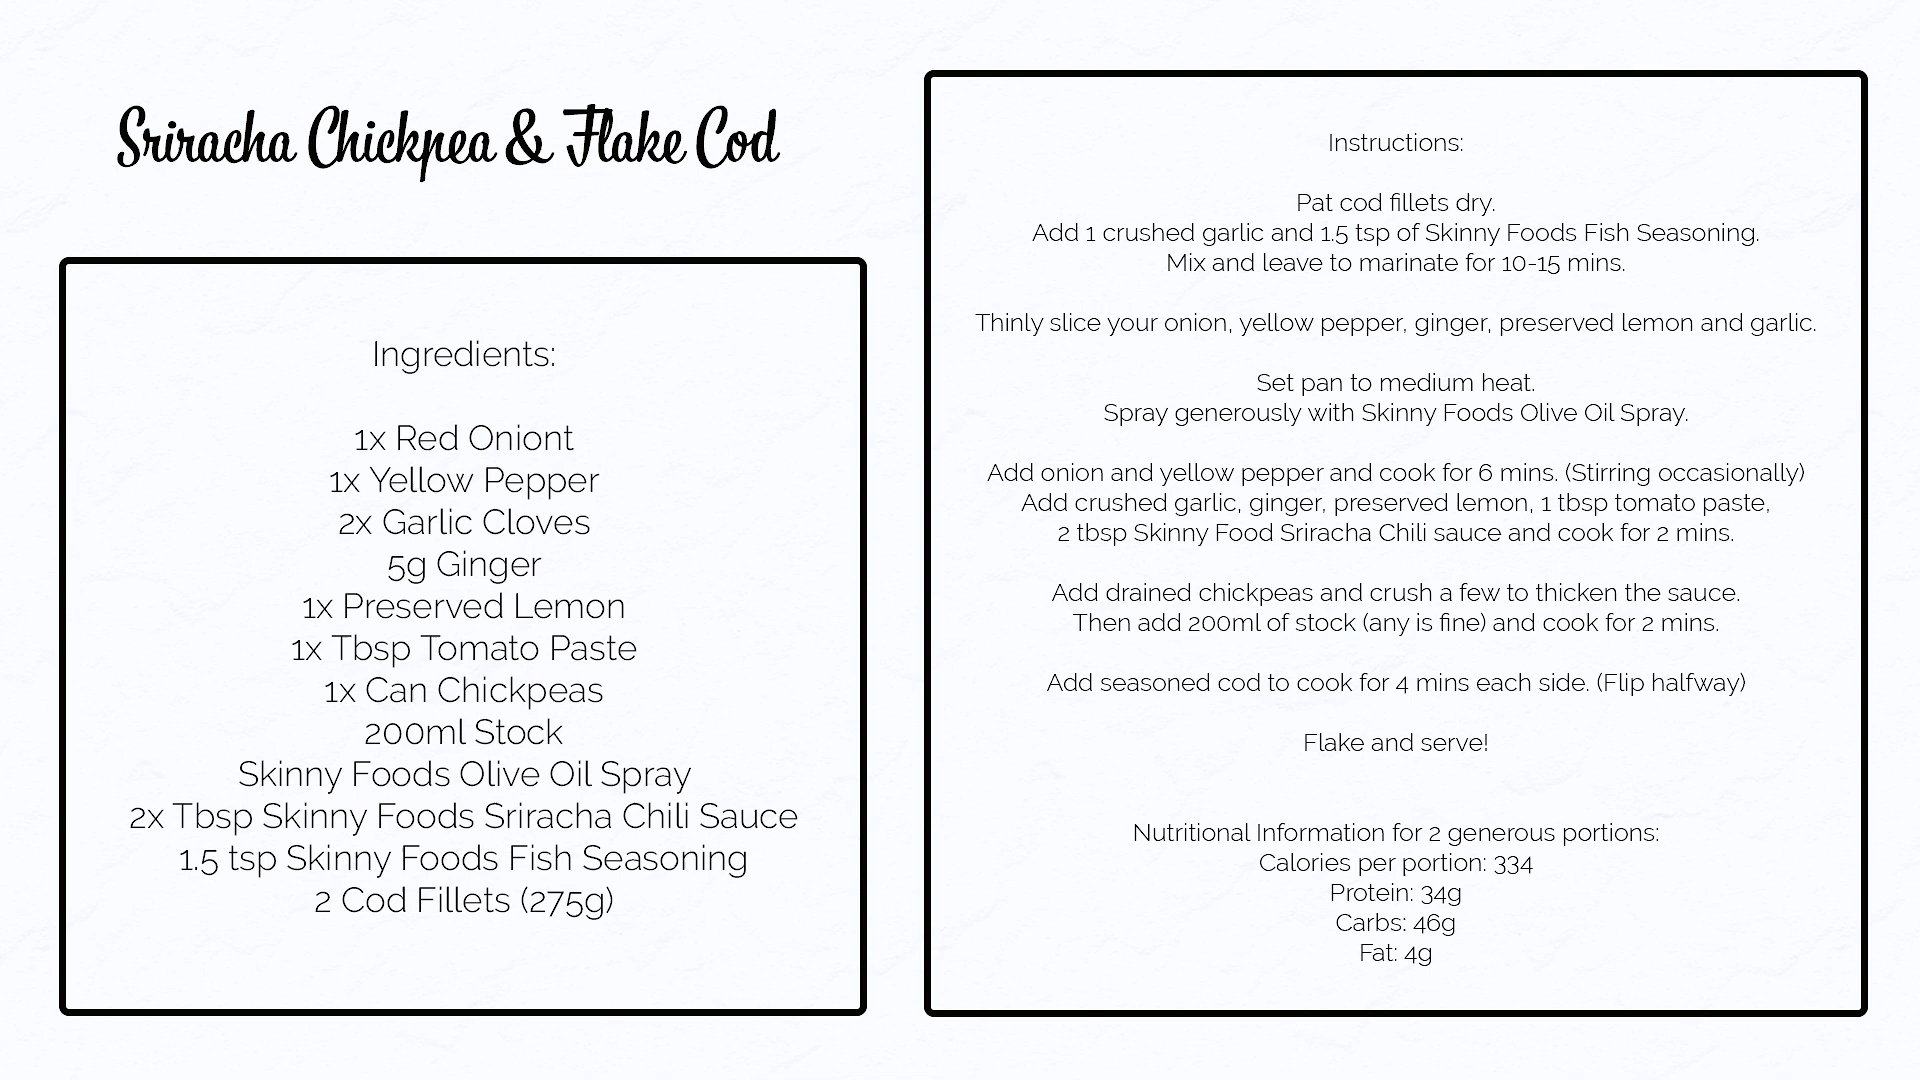 Sriracha Chickpea & Flake Cod
Ingredients:
1x Red Oniont
1x Yellow Pepper
2x Garlic Cloves
5g Ginger
1x Preserved Lemon
1x Tbsp Tomato Paste
1x Can Chickpeas
200ml Stock
Skinny Foods Olive Oil Spray
2x Tbsp Skinny Foods Sriracha Chili Sauce
1.5 tsp Skinny Foods Fish Seasoning
2 Cod Fillets (275g)
Instructions:
Pat cod fillets dry.
Add 1 crushed garlic and 1.5 tsp of Skinny Foods Fish Seasoning.
Mix and leave to marinate for 10-15 mins.
Thinly slice your onion, yellow pepper, ginger, preserved lemon and garlic.
Set pan to medium heat.
Spray generously with Skinny Foods Olive Oil Spray.
Add onion and yellow pepper and cook for 6 mins. (Stirring occasionally)
Add crushed garlic, ginger, preserved lemon, 1 tbsp tomato paste,
2 tbsp Skinny Food Sriracha Chili sauce and cook for 2 mins.
Add drained chickpeas and crush a few to thicken the sauce.
Then add 200ml of stock (any is fine) and cook for 2 mins.
Add seasoned cod to cook for 4 mins each side. (Flip halfway)
Flake and serve!
Nutritional Information for 2 generous portions:
Calories per portion: 334
Protein: 34g
Carbs: 46g
Fat: 4g